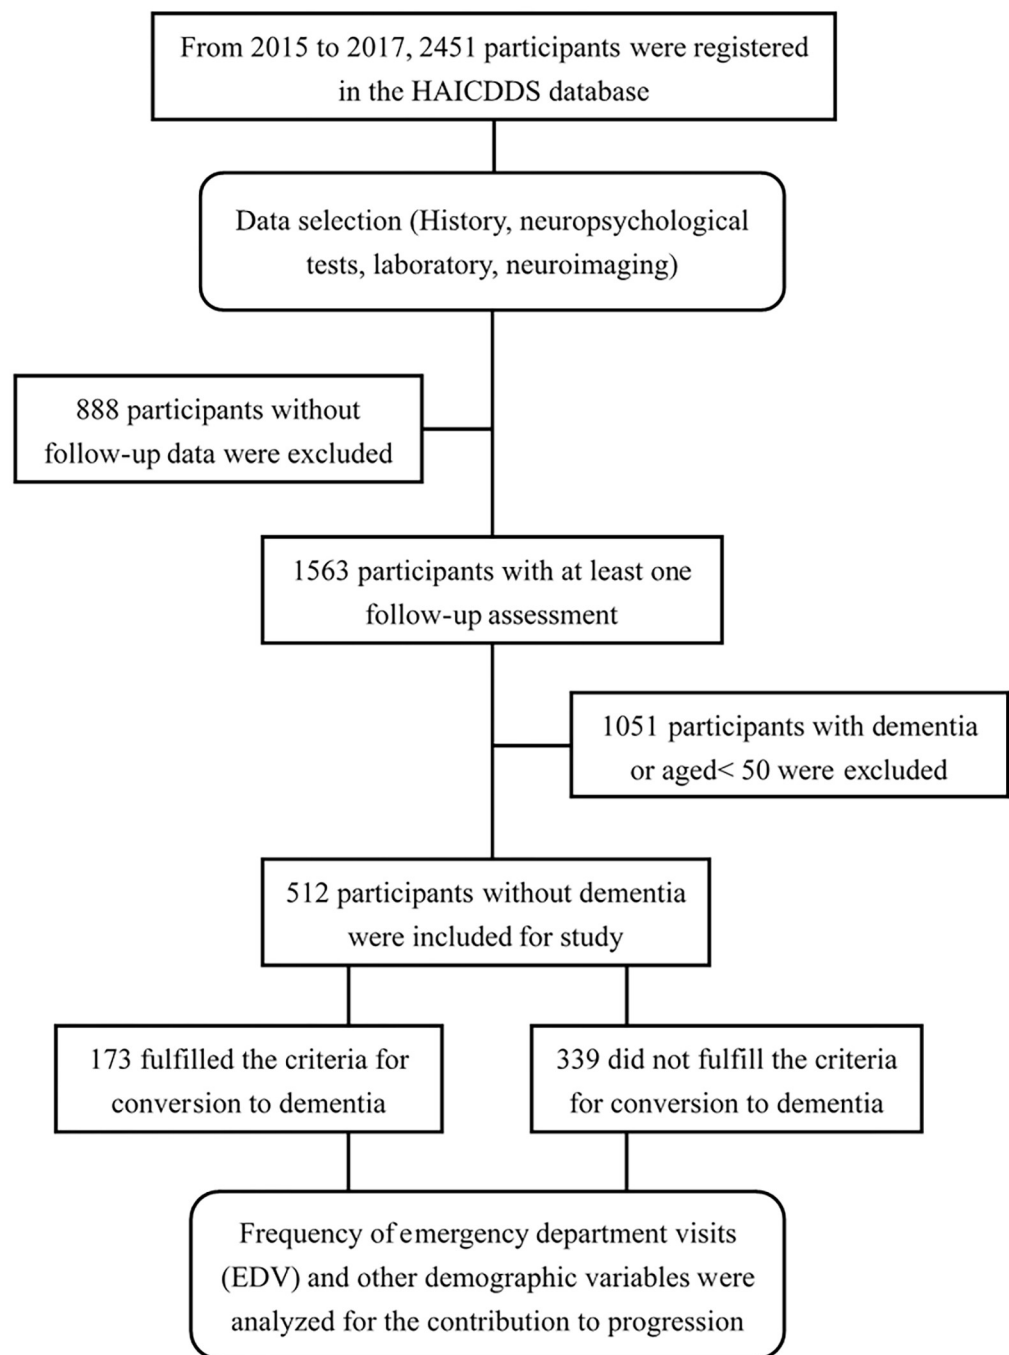 From 2015 to 2017, 2451 participants were registered
in the HAICDDS database
Data selection (History, neuropsychological
tests, laboratory, neuroimaging)
888 participants without
follow-up data were excluded
1563 participants with at least one
follow-up assessment
1051 participants with dementia
or aged< 50 were excluded
512 participants without dementia
were included for study
173 fulfilled the criteria for
conversion to dementia
339 did not fulfill the criteria
for conversion to dementia
Frequency of emergency department visits
(EDV) and other demographic variables were
analyzed for the contribution to progression